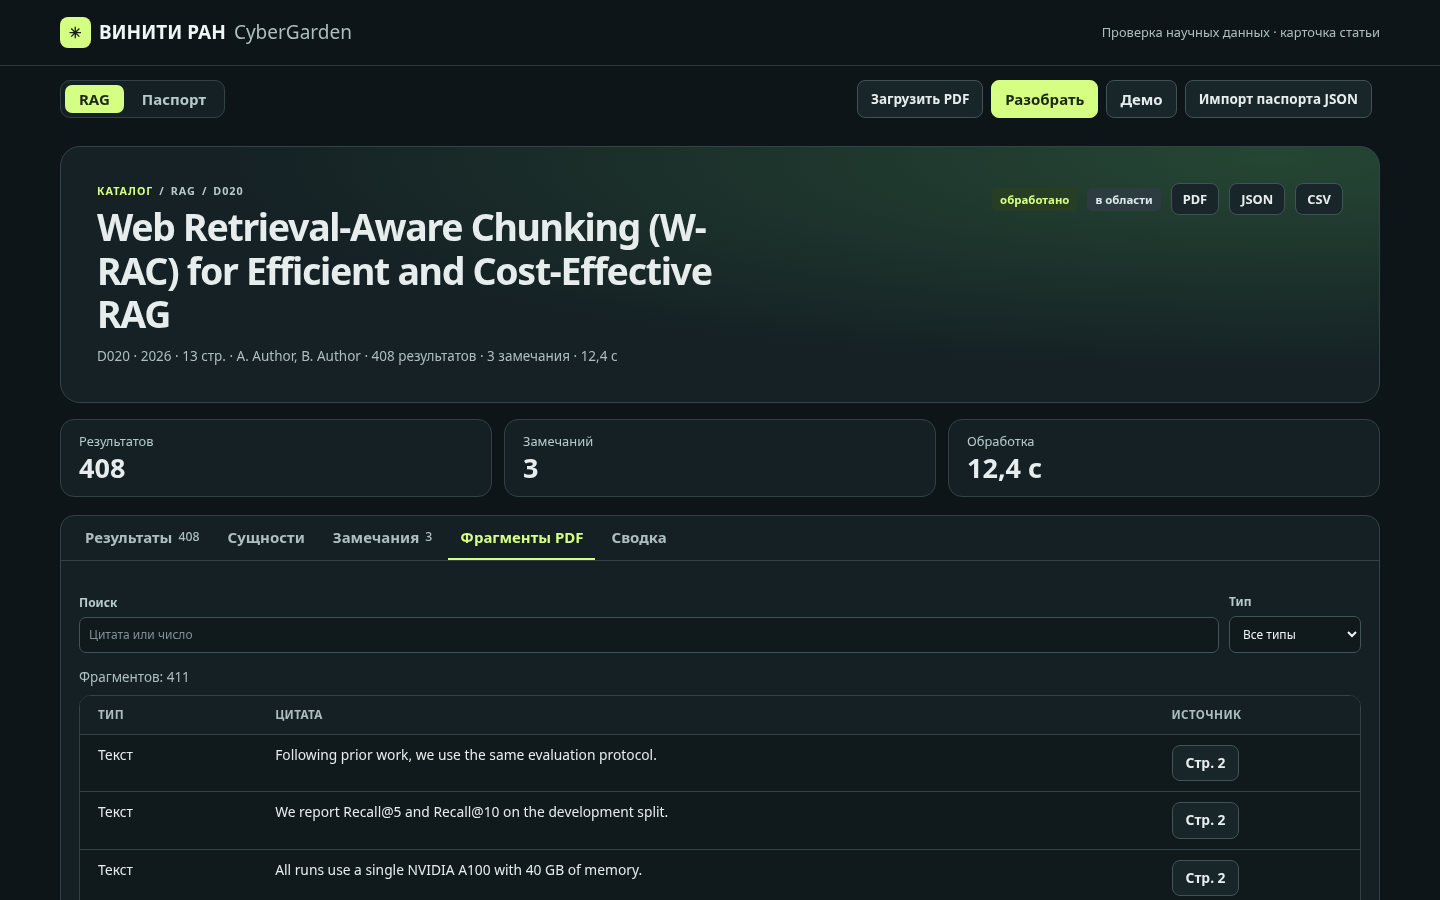 ВИНИТИ РАН CyberGarden
Проверка научных данных · карточка статьи
RAG Паспорт
Загрузить PDF Разобрать Демо Импорт паспорта JSON
КАТАЛОГ / RAG / D020
обработано в области PDF JSON CSV
Web Retrieval-Aware Chunking (W-
RAC) for Efficient and Cost-Effective
RAG
D020 · 2026 · 13 стр. · A. Author, B. Author · 408 результатов · 3 замечания · 12,4 с
Результатов
408
Замечаний
3
Обработка
12,4 с
Результаты 408 Сущности Замечания 3 Фрагменты PDF Сводка
Поиск
Цитата или число
Тип
Все типы
Фрагментов: 411
ТИП ЦИТАТА ИСТОЧНИК
Текст Following prior work, we use the same evaluation protocol. Стр. 2
Текст We report Recall@5 and Recall@10 on the development split. Стр. 2
Текст All runs use a single NVIDIA A100 with 40 GB of memory. Стр. 2